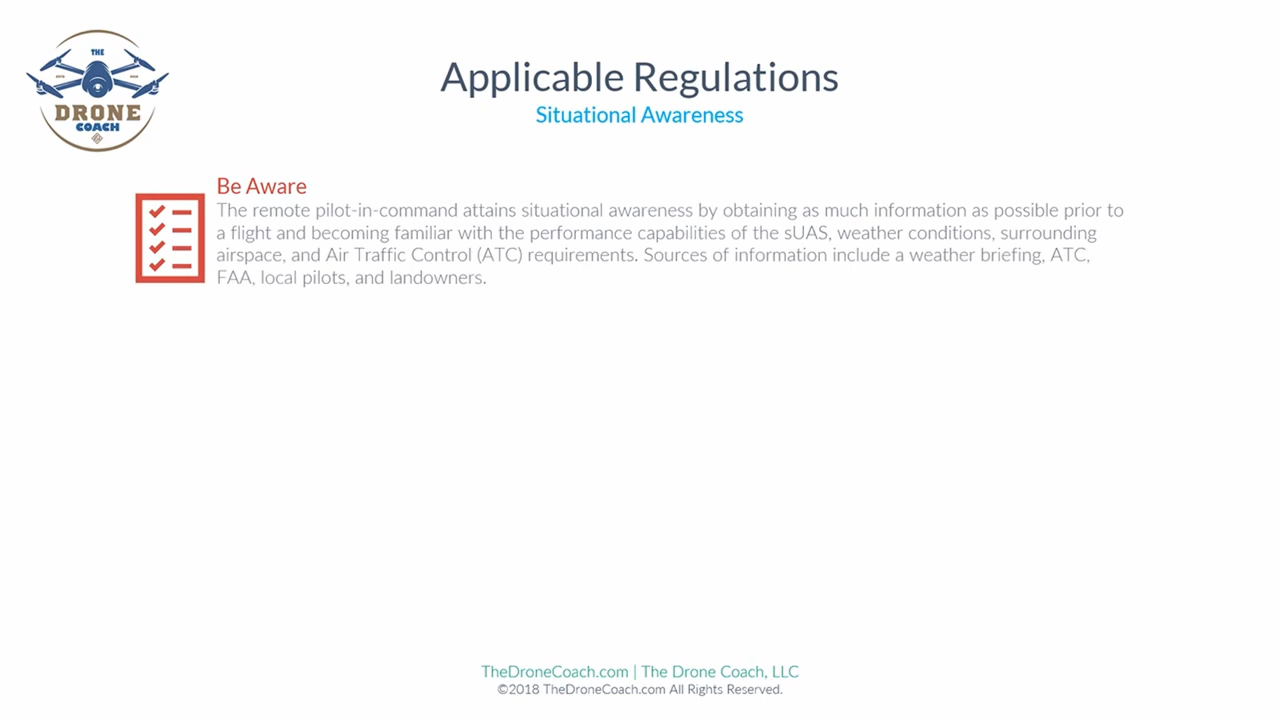 THE
DRONE
COACH
Applicable Regulations
Situational Awareness
Be Aware
The remote pilot-in-command attains situational awareness by obtaining as much information as possible prior to
a flight and becoming familiar with the performance capabilities of the sUAS, weather conditions, surrounding
airspace, and Air Traffic Control (ATC) requirements. Sources of information include a weather briefing, ATC,
FAA, local pilots, and landowners.
TheDroneCoach.com | The Drone Coach, LLC
©2018 TheDroneCoach.com All Rights Reserved.